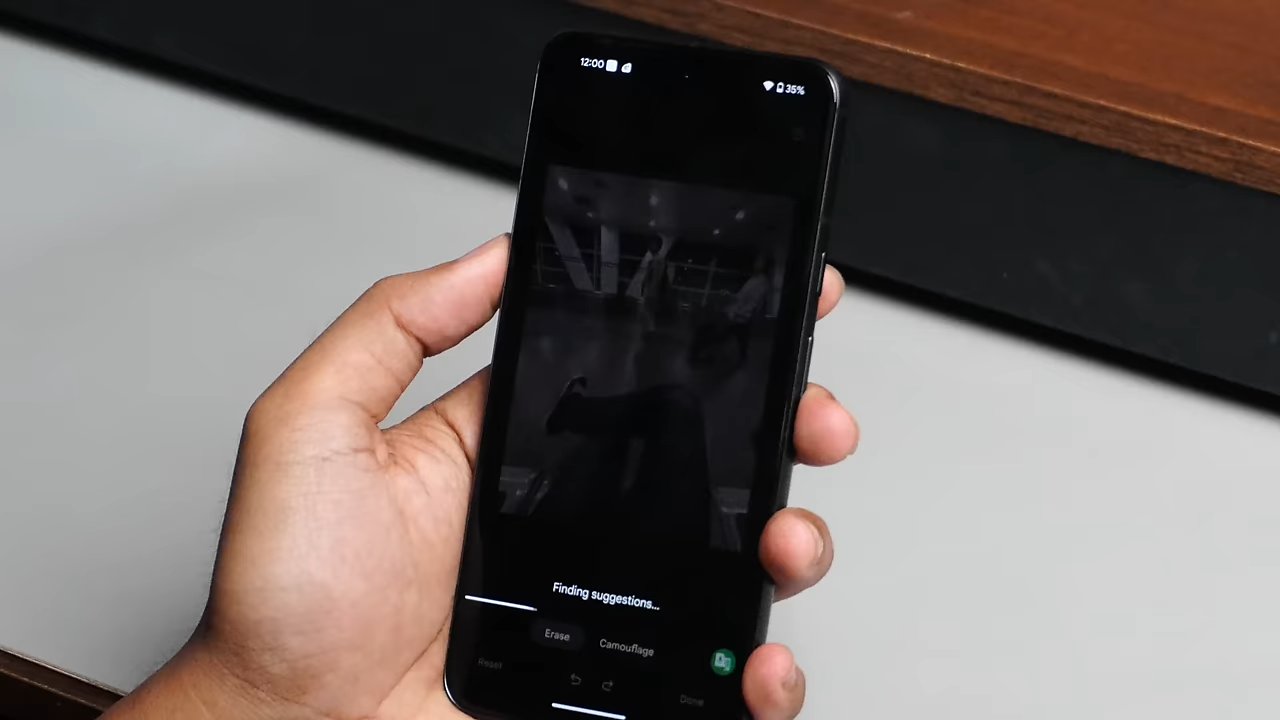 12:00
35%
Finding suggestions...
Erase
Camouflage
Reset
Done